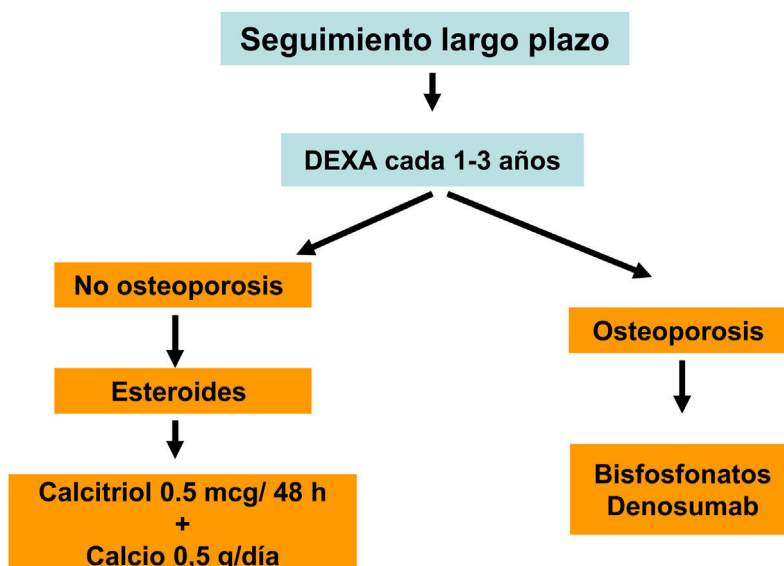 Seguimiento largo plazo
DEXA cada 1-3 años
No osteoporosis
Osteoporosis
Esteroides
Calcitriol 0.5 mcg/ 48 h
+
Calcio 0,5 g/día
Bisfosfonatos
Denosumab